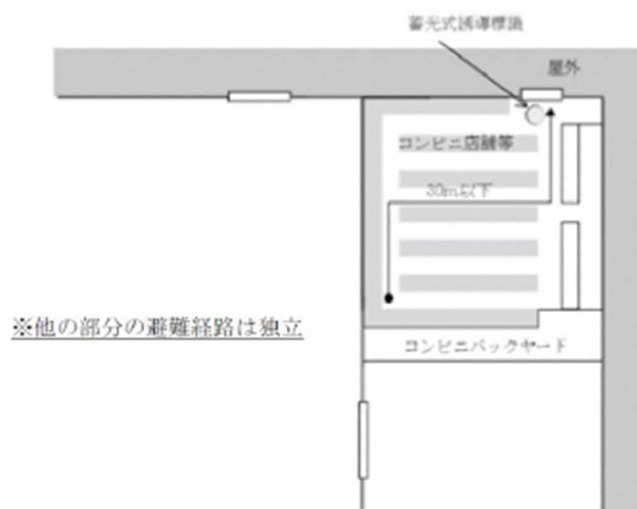 蓄光式誘導標識
屋外
コンビニ店舗等
30m以下
※他の部分の避難経路は独立
コンビニバックヤード